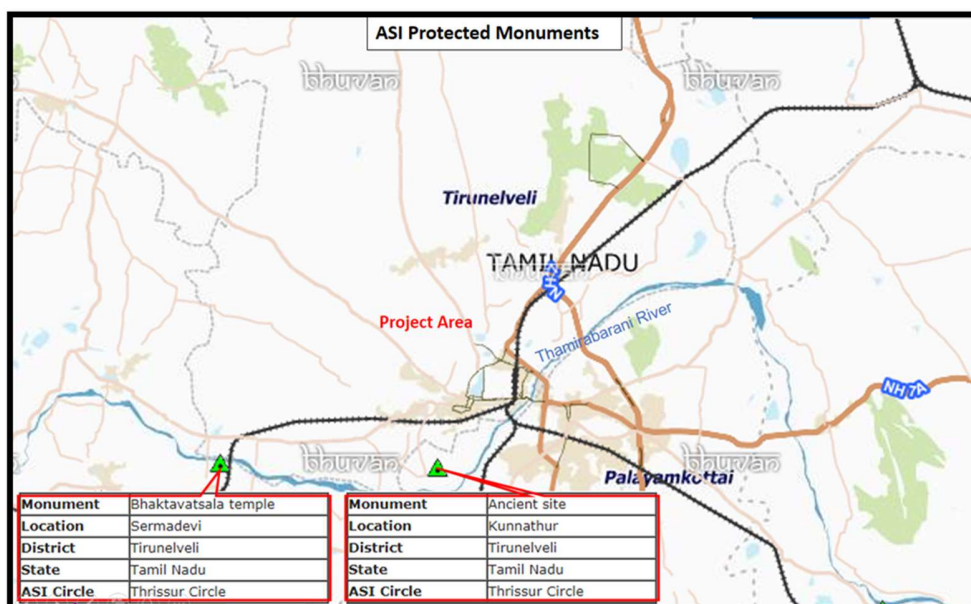 ASI Protected Monuments
bhuvan
bhuvan
Tirunelveli
TAMIL NADU
bhuvan
Project Area
Thamirabarani River
NH 7A
bhuvan
bhuvan
Palayamkottai
Monument Bhaktavatsala temple
Location Sermadevi
District Tirunelveli
State Tamil Nadu
ASI Circle Thrissur Circle
Monument Ancient site
Location Kunnathur
District Tirunelveli
State Tamil Nadu
ASI Circle Thrissur Circle